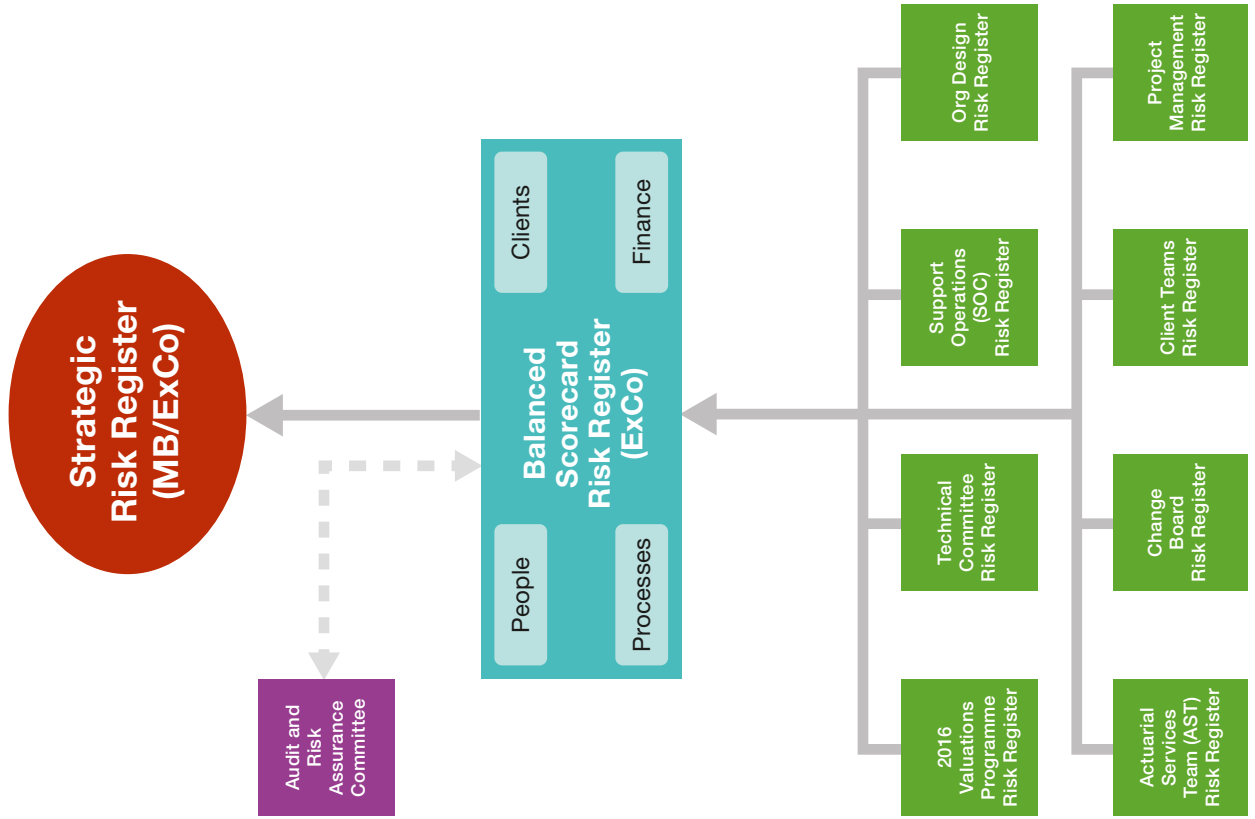 Strategic
Risk Register
(MB/ExCo)
Audit and
Risk
Assurance
Committee
People
Clients
Balanced
Scorecard
Risk Register
(ExCo)
Processes
Finance
2016
Valuations
Programme
Risk Register
Technical
Committee
Risk Register
Support
Operations
(SOC)
Risk Register
Org Design
Risk Register
Actuarial
Services
Team (AST)
Risk Register
Change
Board
Risk Register
Client Teams
Risk Register
Project
Management
Risk Register